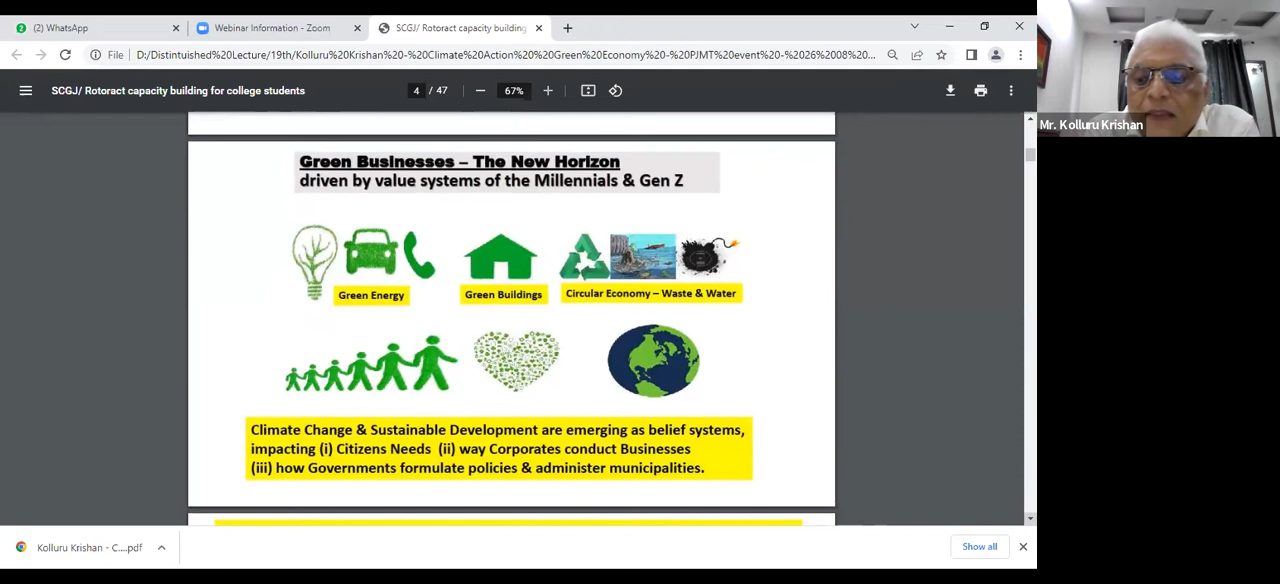 (2) WhatsApp
Webinar Information - Zoom
SCGJ/ Rotoract capacity building
File
D:/Distintuished%20Lecture/19th/Kolluru%20Krishan%20-%20Climate%20Action%20%20Green%20Economy%20-%20PJMT%20event%20-%2026%2008%20...
SCGJ/ Rotoract capacity building for college students
4 / 47
67%
Mr. Kolluru Krishan
Green Businesses – The New Horizon
driven by value systems of the Millennials & Gen Z
Green Energy
Green Buildings
Circular Economy – Waste & Water
Climate Change & Sustainable Development are emerging as belief systems,
impacting (i) Citizens Needs (ii) way Corporates conduct Businesses
(iii) how Governments formulate policies & administer municipalities.
Kolluru Krishan - C....pdf
Show all